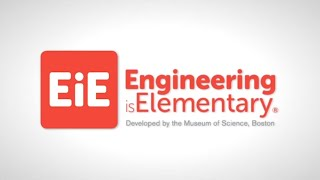 EiE
Engineering
isElementary®
Developed by the Museum of Science, Boston